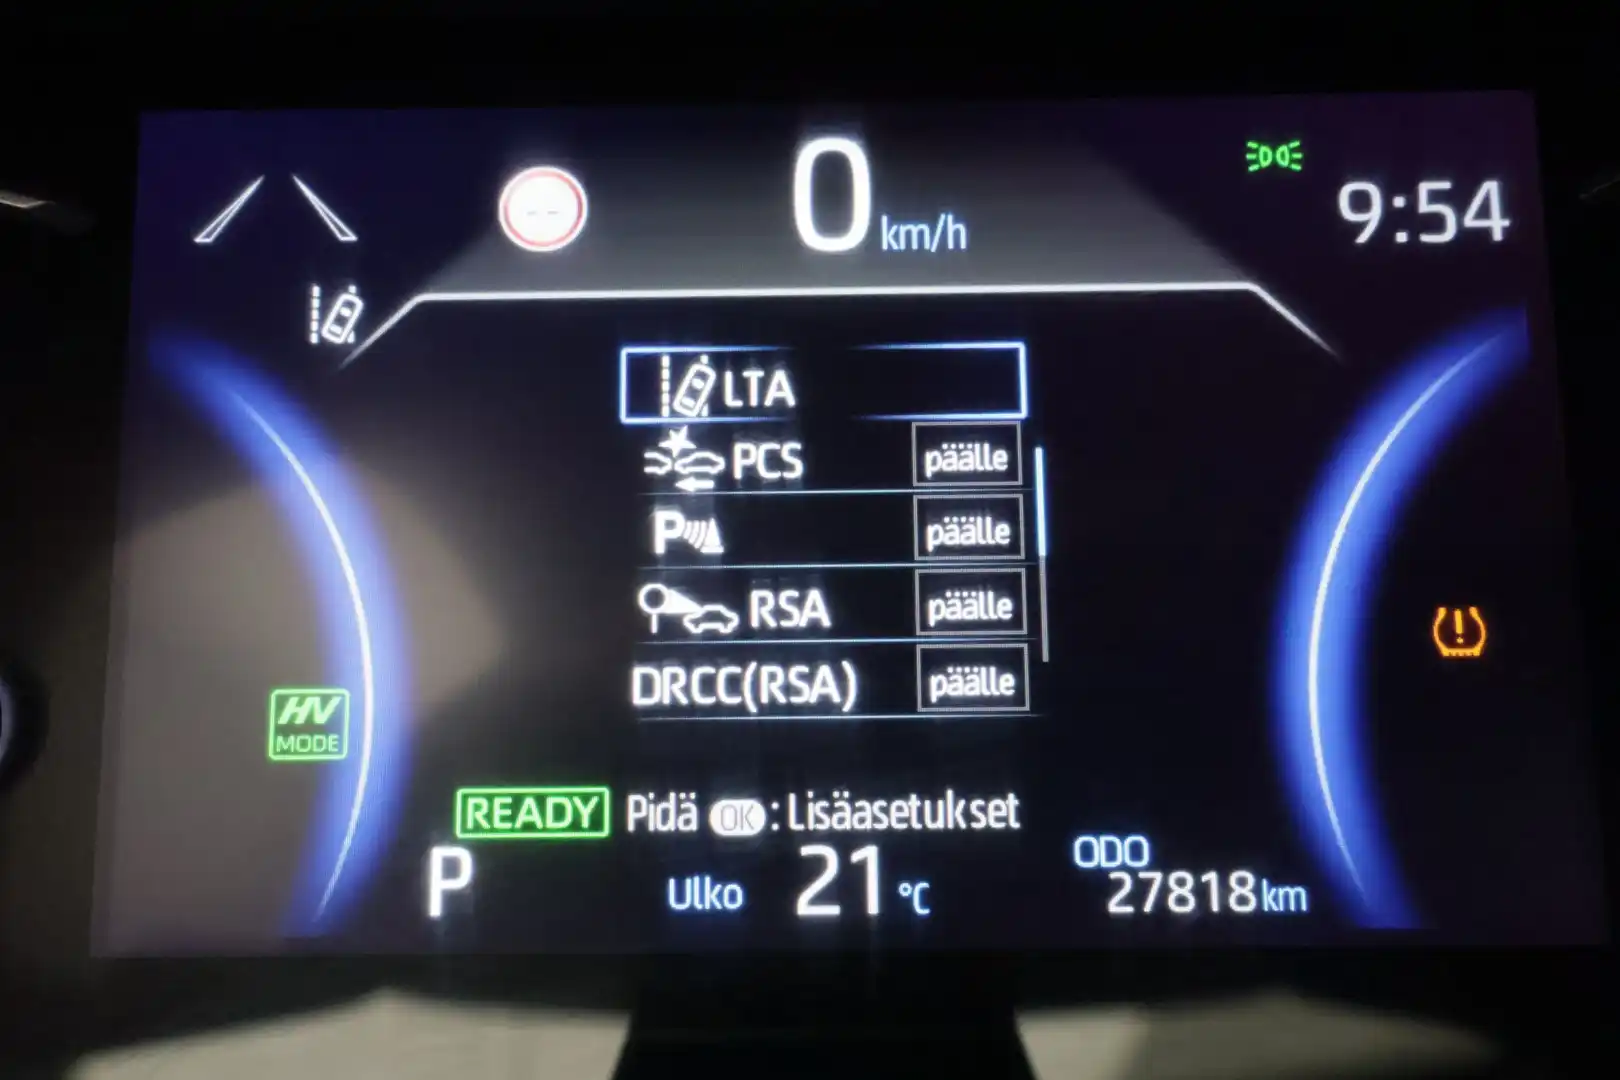 0 km/h
9:54
LTA
PCS päälle
P päälle
RSA päälle
DRCC(RSA) päälle
HV
MODE
READY Pidä OK : Lisäasetukset
P Ulko 21 °C
ODO
27818 km